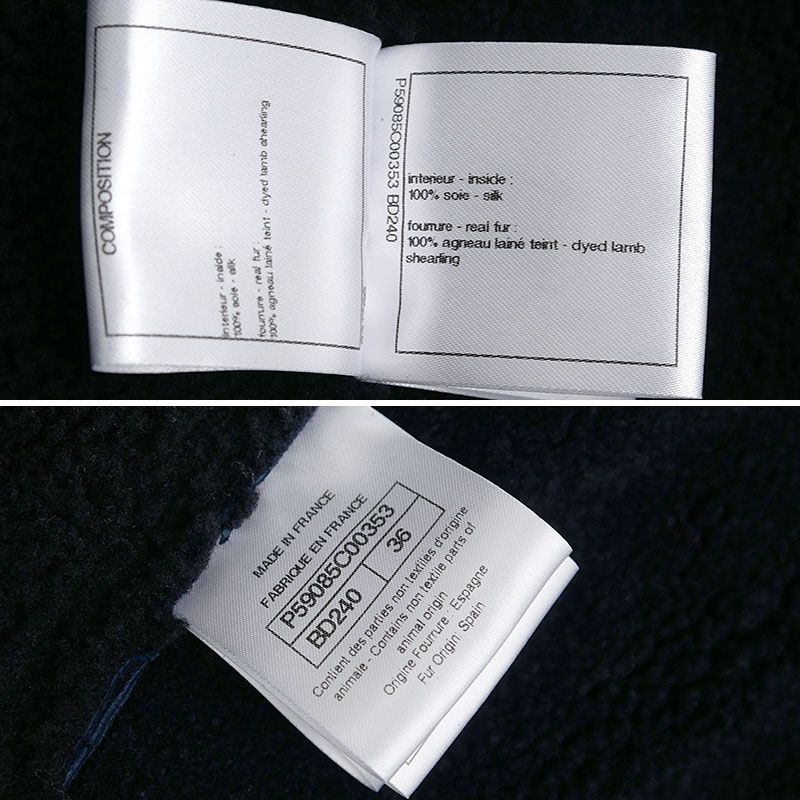 COMPOSITION
interieur - inside :
100% soie - silk
fourrure - real fur :
100% agneau lainé teint - dyed lamb shearling
P59085C00353 BD240
interieur - inside :
100% soie - silk
fourrure - real fur :
100% agneau lainé teint - dyed lamb
shearling
MADE IN FRANCE
FABRIQUE EN FRANCE
P59085C00353
BD240 36
Contient des parties non textiles d'origine
animale - Contains non textile parts of
animal origin
Origine Fourrure: Espagne
Fur Origin: Spain